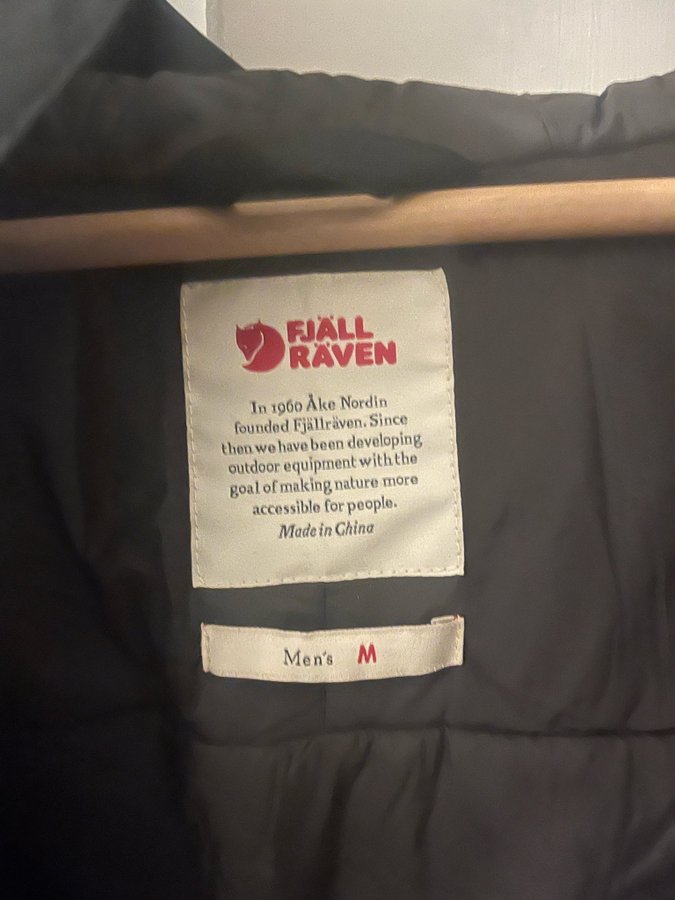 FJÄLL
RÄVEN
In 1960 Åke Nordin
founded Fjällräven. Since
then we have been developing
outdoor equipment with the
goal of making nature more
accessible for people.
Made in China
Men's M